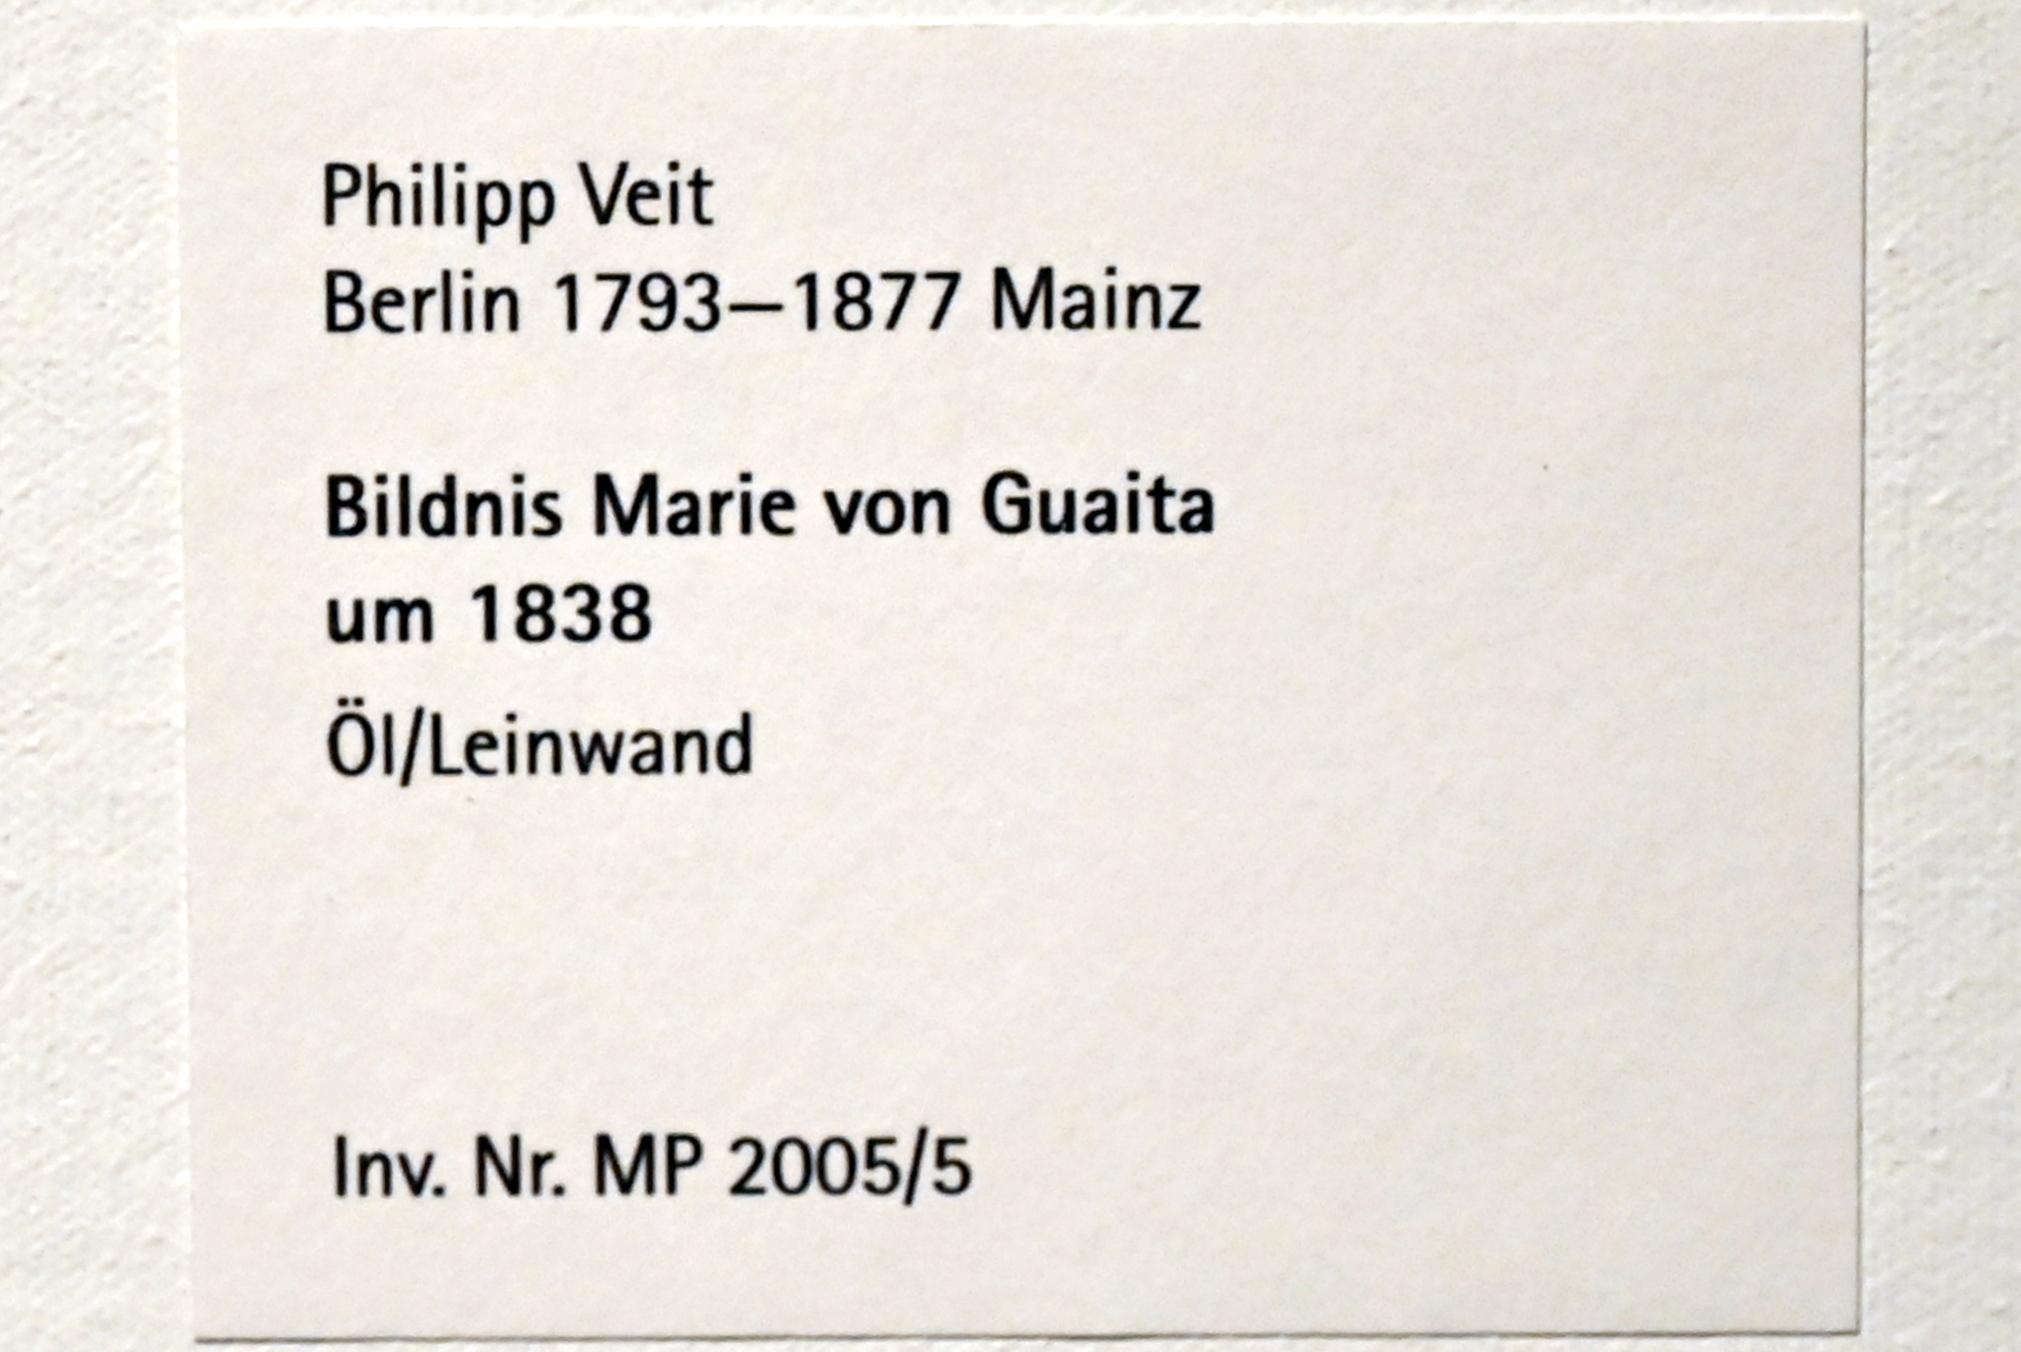 Philipp Veit
Berlin 1793–1877 Mainz
Bildnis Marie von Guaita
um 1838
Öl/Leinwand
Inv. Nr. MP 2005/5